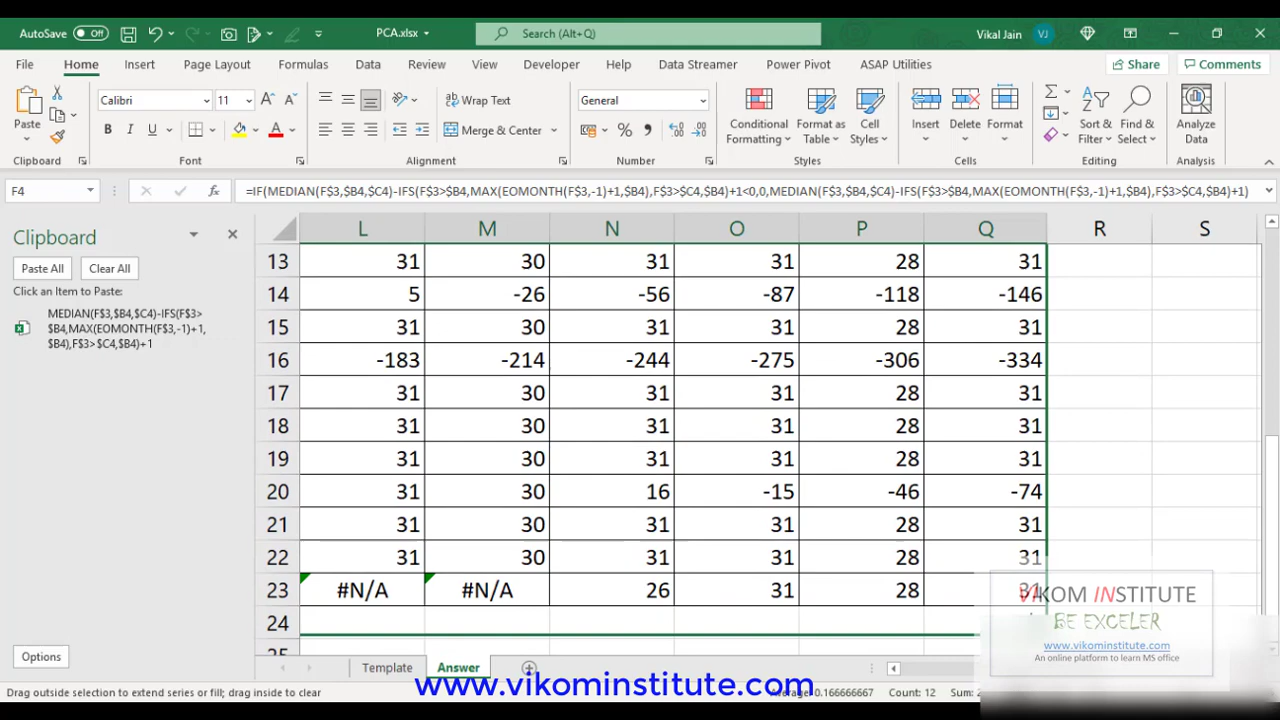 AutoSave Off PCA.xlsx Search (Alt+Q) Vikal Jain VJ
File Home Insert Page Layout Formulas Data Review View Developer Help Data Streamer Power Pivot ASAP Utilities Share Comments
Paste Calibri 11 Wrap Text General Conditional Formatting Format as Table Cell Styles Insert Delete Format Sort & Filter Find & Select Analyze Data
B I U A Merge & Center %
Clipboard Font Alignment Number Styles Cells Editing Analysis
F4 fx =IF(MEDIAN(F$3,$B4,$C4)-IFS(F$3>$B4,MAX(EOMONTH(F$3,-1)+1,$B4),F$3>$C4,$B4)+1<0,0,MEDIAN(F$3,$B4,$C4)-IFS(F$3>$B4,MAX(EOMONTH(F$3,-1)+1,$B4),F$3>$C4,$B4)+1)
Clipboard
Paste All Clear All
Click an Item to Paste:
MEDIAN(F$3,$B4,$C4)-IFS(F$3>
$B4,MAX(EOMONTH(F$3,-1)+1,
$B4),F$3>$C4,$B4)+1
Options
L M N O P Q R S
13 31 30 31 31 28 31
14 5 -26 -56 -87 -118 -146
15 31 30 31 31 28 31
16 -183 -214 -244 -275 -306 -334
17 31 30 31 31 28 31
18 31 30 31 31 28 31
19 31 30 31 31 28 31
20 31 30 16 -15 -46 -74
21 31 30 31 31 28 31
22 31 30 31 31 28 31
23 #N/A #N/A 26 31 28 31
24
25
VIKOM INSTITUTE
BE EXCELER
www.vikominstitute.com
An online platform to learn MS office
Template Answer
www.vikominstitute.com
Drag outside selection to extend series or fill; drag inside to clear Average: 0.166666667 Count: 12 Sum: